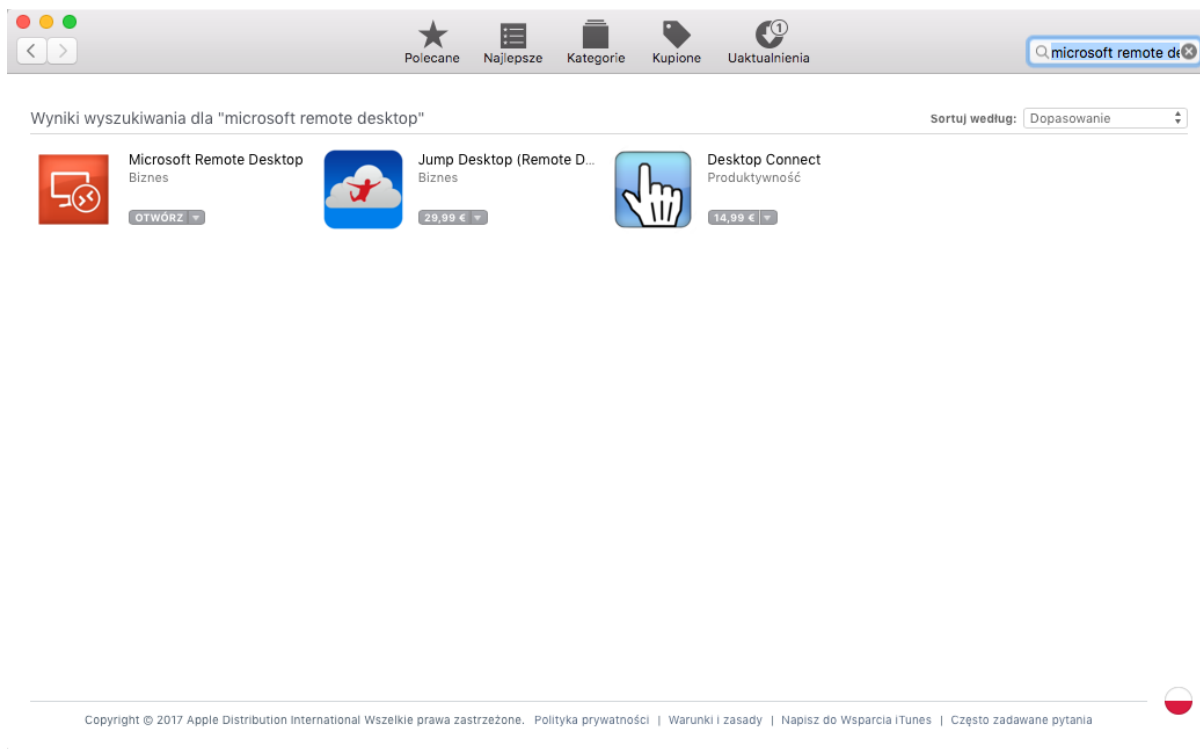 1
Polecane Najlepsze Kategorie Kupione Uaktualnienia
microsoft remote de
Wyniki wyszukiwania dla "microsoft remote desktop"
Sortuj według: Dopasowanie
Microsoft Remote Desktop
Biznes
OTWÓRZ
Jump Desktop (Remote D...
Biznes
29,99 €
Desktop Connect
Produktywność
14,99 €
Copyright © 2017 Apple Distribution International Wszelkie prawa zastrzeżone. Polityka prywatności | Warunki i zasady | Napisz do Wsparcia iTunes | Często zadawane pytania